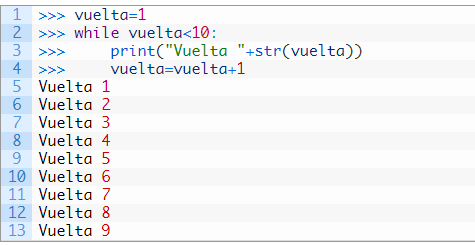 1 >>> vuelta=1
2 >>> while vuelta<10:
3 >>>     print("Vuelta "+str(vuelta))
4 >>>     vuelta=vuelta+1
5 Vuelta 1
6 Vuelta 2
7 Vuelta 3
8 Vuelta 4
9 Vuelta 5
10 Vuelta 6
11 Vuelta 7
12 Vuelta 8
13 Vuelta 9